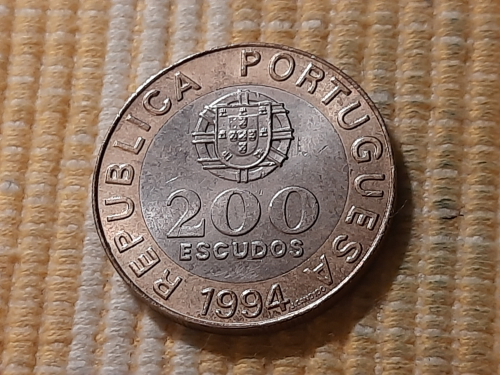 REPUBLICA PORTUGUESA
200
ESCUDOS
1994